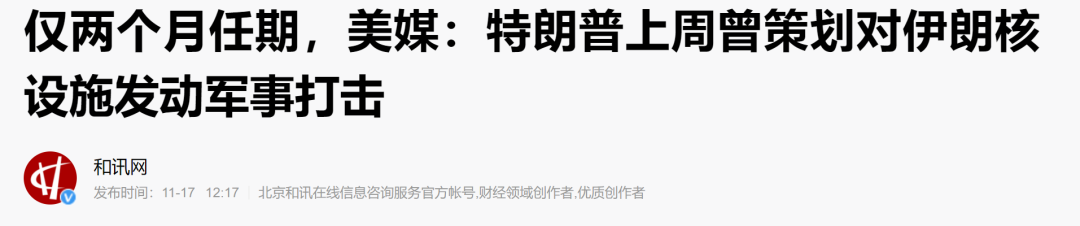 仅两个月任期，美媒：特朗普上周曾策划对伊朗核
设施发动军事打击
和讯网
发布时间：11-17 12:17 北京和讯在线信息咨询服务官方帐号,财经领域创作者,优质创作者